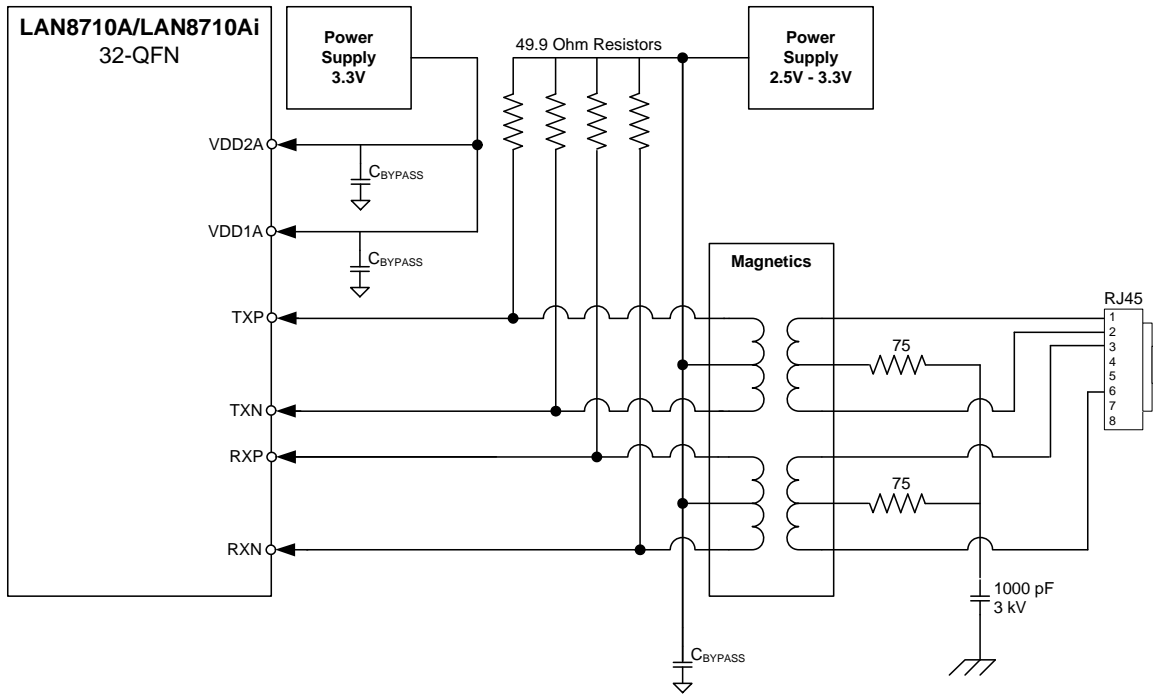 LAN8710A/LAN8710Ai
32-QFN
Power
Supply
3.3V
49.9 Ohm Resistors
Power
Supply
2.5V - 3.3V
VDD2A
CBYPASS
VDD1A
CBYPASS
Magnetics
TXP
RJ45
1
2
3
4
5
6
7
8
75
TXN
RXP
75
RXN
1000 pF
3 kV
CBYPASS